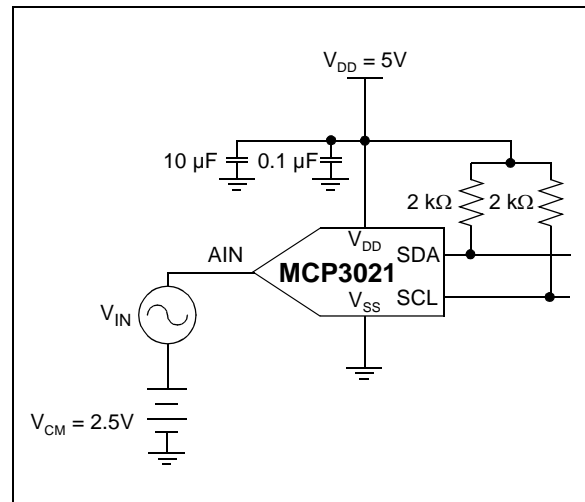 V_DD = 5V
10 µF 0.1 µF
2 kΩ 2 kΩ
V_DD
AIN
SDA
MCP3021
V_IN
V_SS
SCL
V_CM = 2.5V